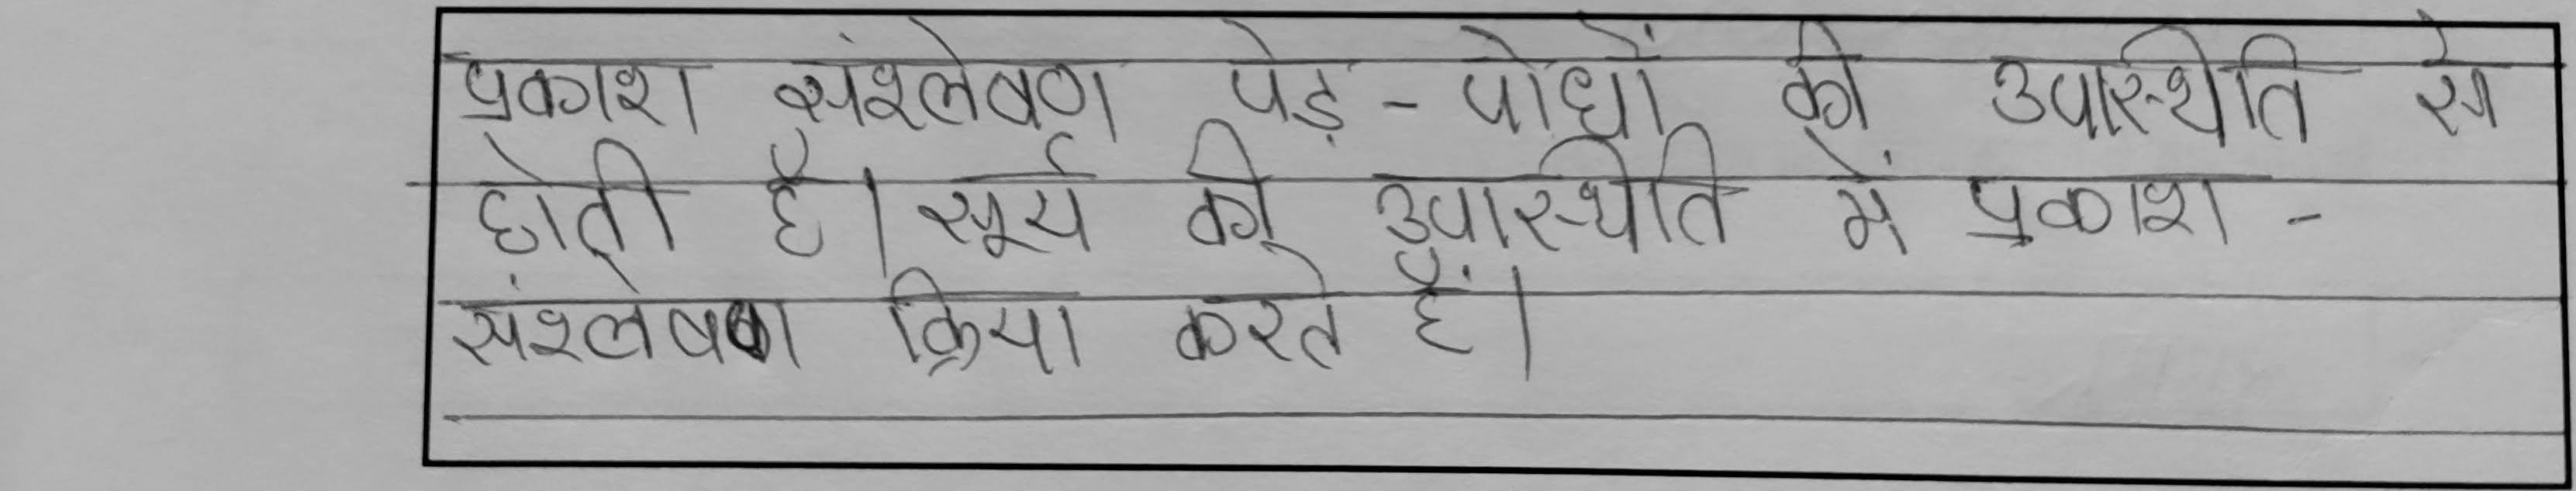 प्रकाश संश्लेषण पेड़ - पोधों की उपस्थिति से
होती है। सूर्य की उपस्थिति में प्रकाश -
संश्लेषण क्रिया करते हैं।